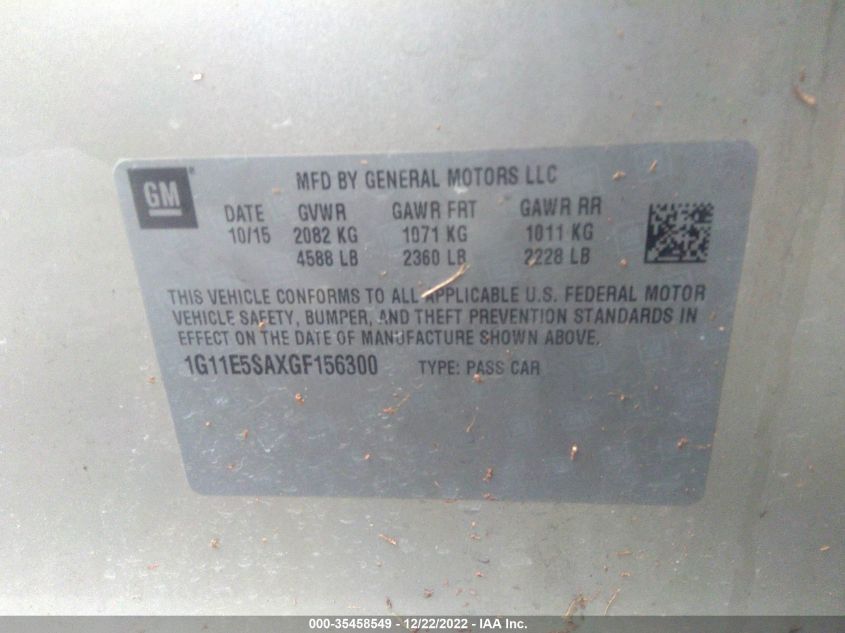 GM®
MFD BY GENERAL MOTORS LLC
DATE GVWR GAWR FRT GAWR RR
10/15 2082 KG 1071 KG 1011 KG
4588 LB 2360 LB 2228 LB
THIS VEHICLE CONFORMS TO ALL APPLICABLE U.S. FEDERAL MOTOR
VEHICLE SAFETY, BUMPER, AND THEFT PREVENTION STANDARDS IN
EFFECT ON THE DATE OF MANUFACTURE SHOWN ABOVE.
1G11E5SAXGF156300 TYPE: PASS CAR
000-35458549 - 12/22/2022 - IAA Inc.